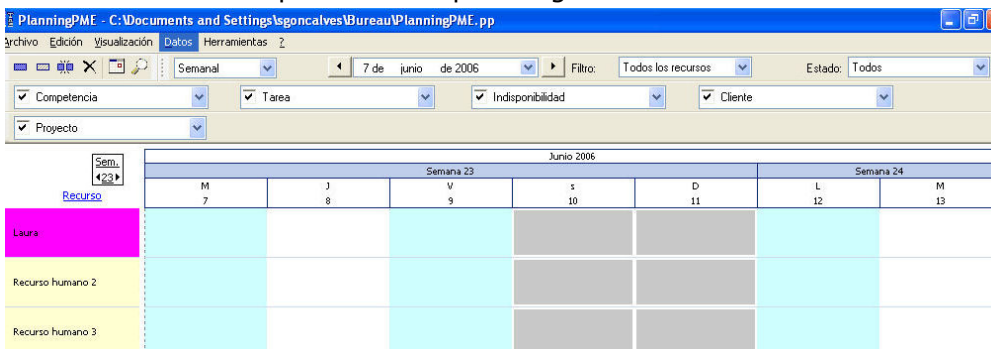 PlanningPME - C:\Documents and Settings\sgoncalves\Bureau\PlanningPME.pp
Archivo Edición Visualización Datos Herramientas ?
Semanal 7 de junio de 2006 Filtro: Todos los recursos Estado: Todos
Competencia Tarea Indisponibilidad Cliente
Proyecto
Junio 2006
Sem.
23
Semana 23 Semana 24
Recurso
M J V s D L M
7 8 9 10 11 12 13
Laura
Recurso humano 2
Recurso humano 3